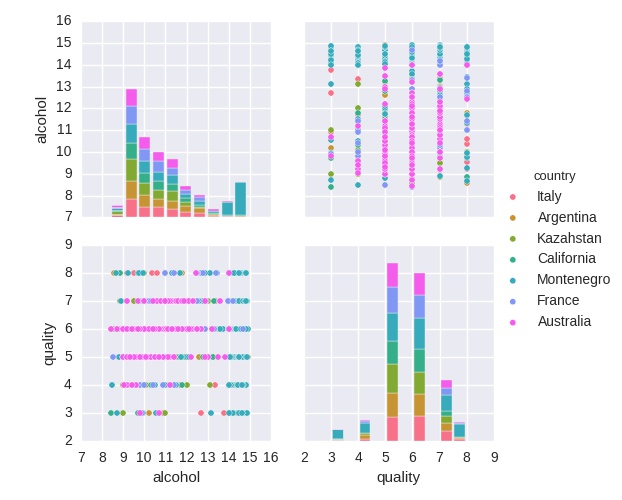 16
15
14
13
12
11
10
9
8
7
alcohol
country
Italy
Argentina
Kazahstan
California
Montenegro
France
Australia
9
8
7
6
5
4
3
2
quality
7 8 9 10 11 12 13 14 15 16
alcohol
2 3 4 5 6 7 8 9
quality